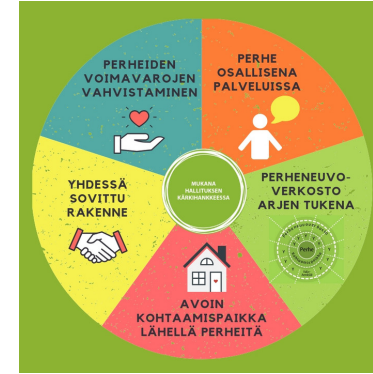 PERHEIDEN
VOIMAVAROJEN
VAHVISTAMINEN
PERHE
OSALLISENA
PALVELUISSA
PERHENEUVO-
VERKOSTO
ARJEN TUKENA
AVOIN
KOHTAAMISPAIKKA
LÄHELLÄ PERHEITÄ
YHDESSÄ
SOVITTU
RAKENNE
MUKANA
HALLITUKSEN
KÄRKIHANKKEESSA
Perhe